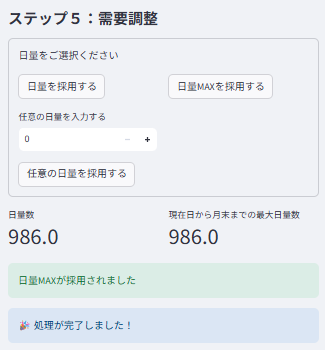 ステップ５：需要調整
日量をご選択ください
日量を採用する
日量MAXを採用する
任意の日量を入力する
0
− +
任意の日量を採用する
日量数
現在日から月末までの最大日量数
986.0
986.0
日量MAXが採用されました
🎉 処理が完了しました！